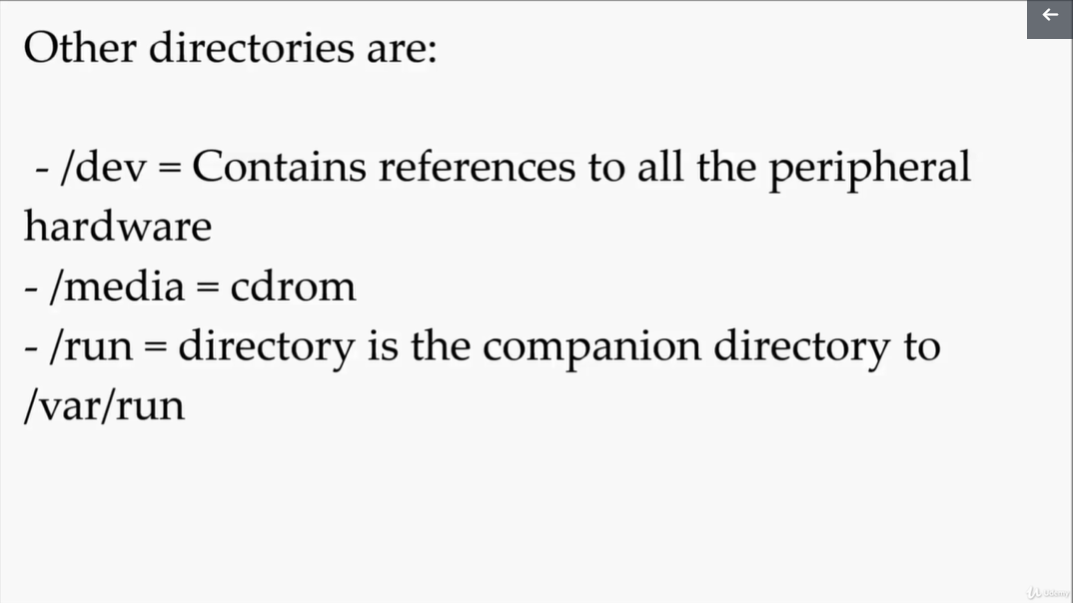 Other directories are:
- /dev = Contains references to all the peripheral
hardware
- /media = cdrom
- /run = directory is the companion directory to
/var/run
Udemy